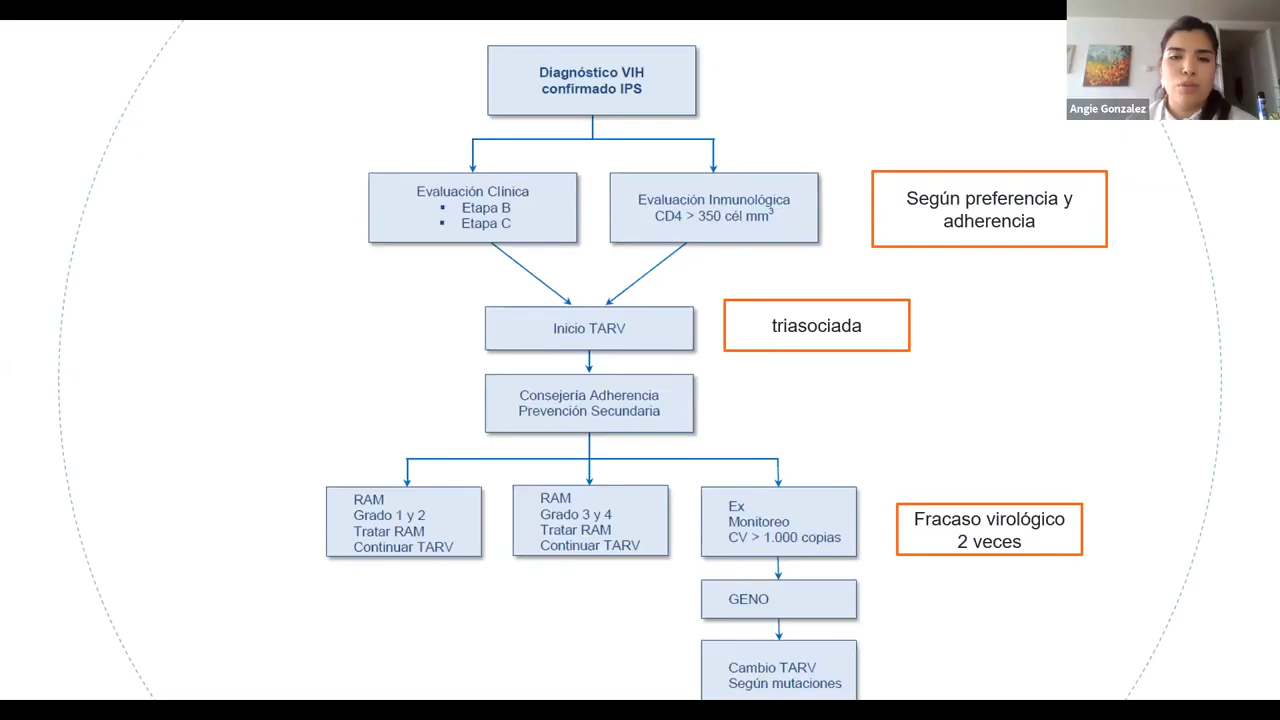 Angie Gonzalez
Diagnóstico VIH
confirmado IPS
Evaluación Clínica
▪ Etapa B
▪ Etapa C
Evaluación Inmunológica
CD4 > 350 cél mm³
Según preferencia y
adherencia
Inicio TARV
triasociada
Consejería Adherencia
Prevención Secundaria
RAM
Grado 1 y 2
Tratar RAM
Continuar TARV
RAM
Grado 3 y 4
Tratar RAM
Continuar TARV
Ex
Monitoreo
CV > 1.000 copias
Fracaso virológico
2 veces
GENO
Cambio TARV
Según mutaciones